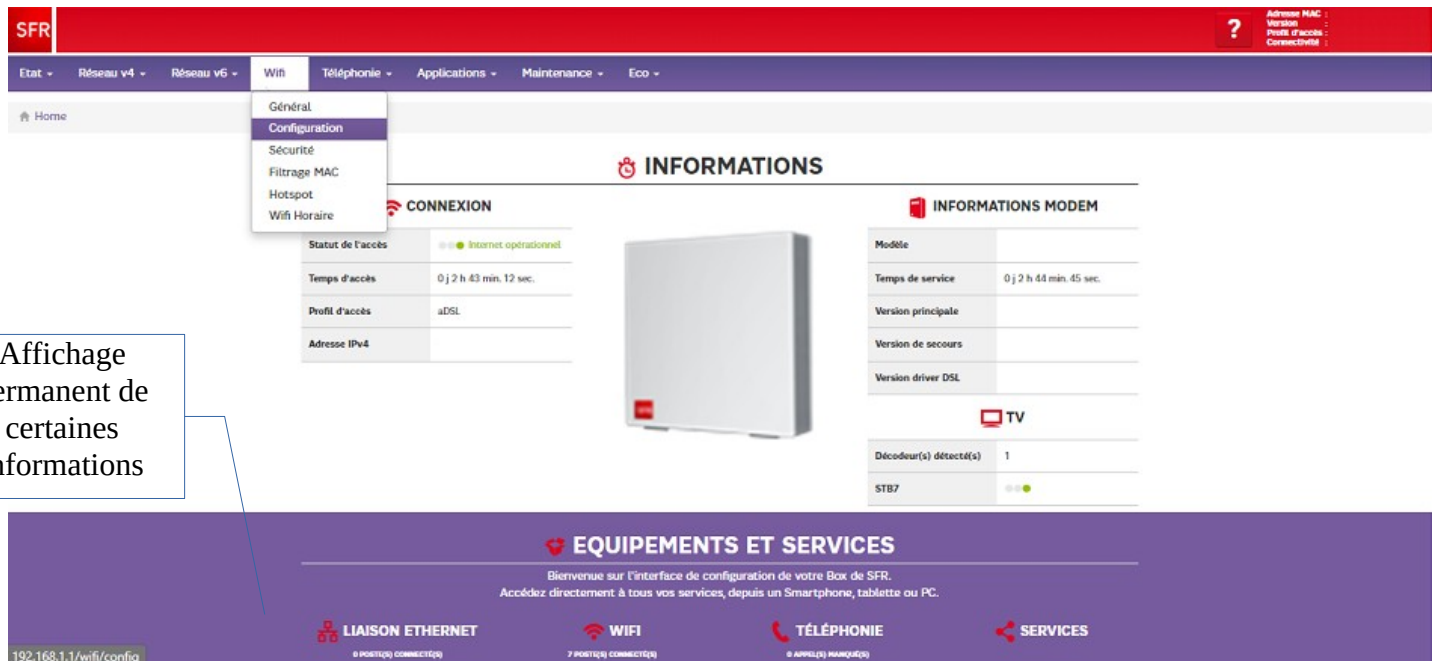 SFR
?
Adresse MAC :
Version :
Profil d'accès :
Connectivité :
Etat Réseau v4 Réseau v6 Wifi Téléphonie Applications Maintenance Eco
Home
Général
Configuration
Sécurité
Filtrage MAC
Hotspot
Wifi Horaire
INFORMATIONS
CONNEXION
Statut de l'accès Internet opérationnel
Temps d'accès 0 j 2 h 43 min. 12 sec.
Profil d'accès aDSL
Adresse IPv4
INFORMATIONS MODEM
Modèle
Temps de service 0 j 2 h 44 min. 45 sec.
Version principale
Version de secours
Version driver DSL
TV
Décodeur(s) détecté(s) 1
STB7
Affichage
ermanent de
certaines
nformations
EQUIPEMENTS ET SERVICES
Bienvenue sur l'interface de configuration de votre Box de SFR.
Accédez directement à tous vos services, depuis un Smartphone, tablette ou PC.
LIAISON ETHERNET WIFI TÉLÉPHONIE SERVICES
0 POSTE(S) CONNECTÉ(S) 7 POSTE(S) CONNECTÉ(S) 0 APPEL(S) MANQUÉ(S)
192.168.1.1/wifi/config